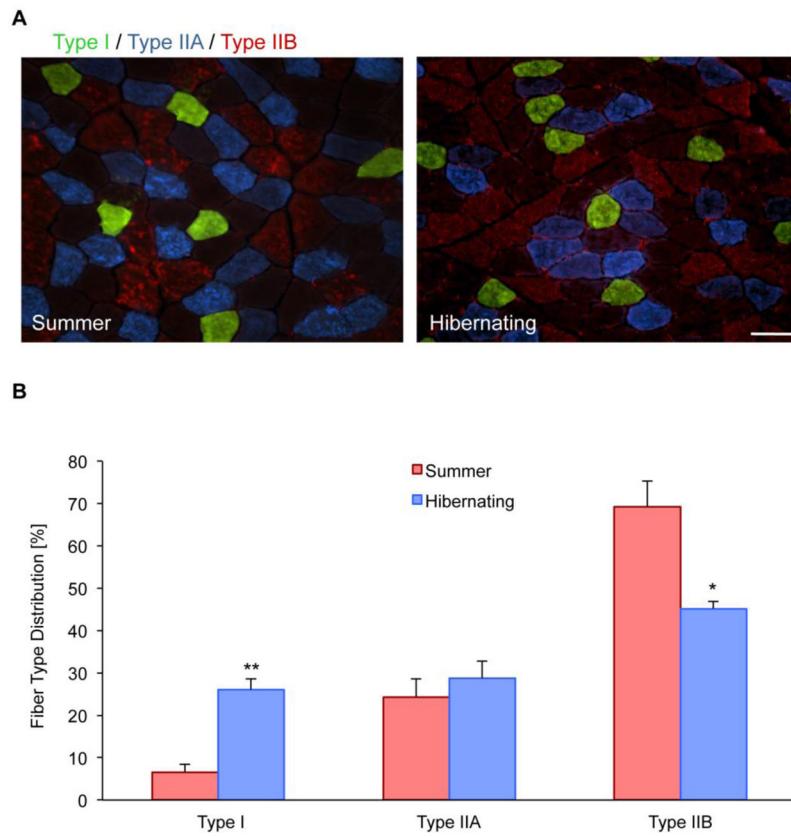 A
Type I / Type IIA / Type IIB
Summer
Hibernating
B
80
70
60
50
40
30
20
10
0
Fiber Type Distribution [%]
Summer
Hibernating
**
*
Type I
Type IIA
Type IIB